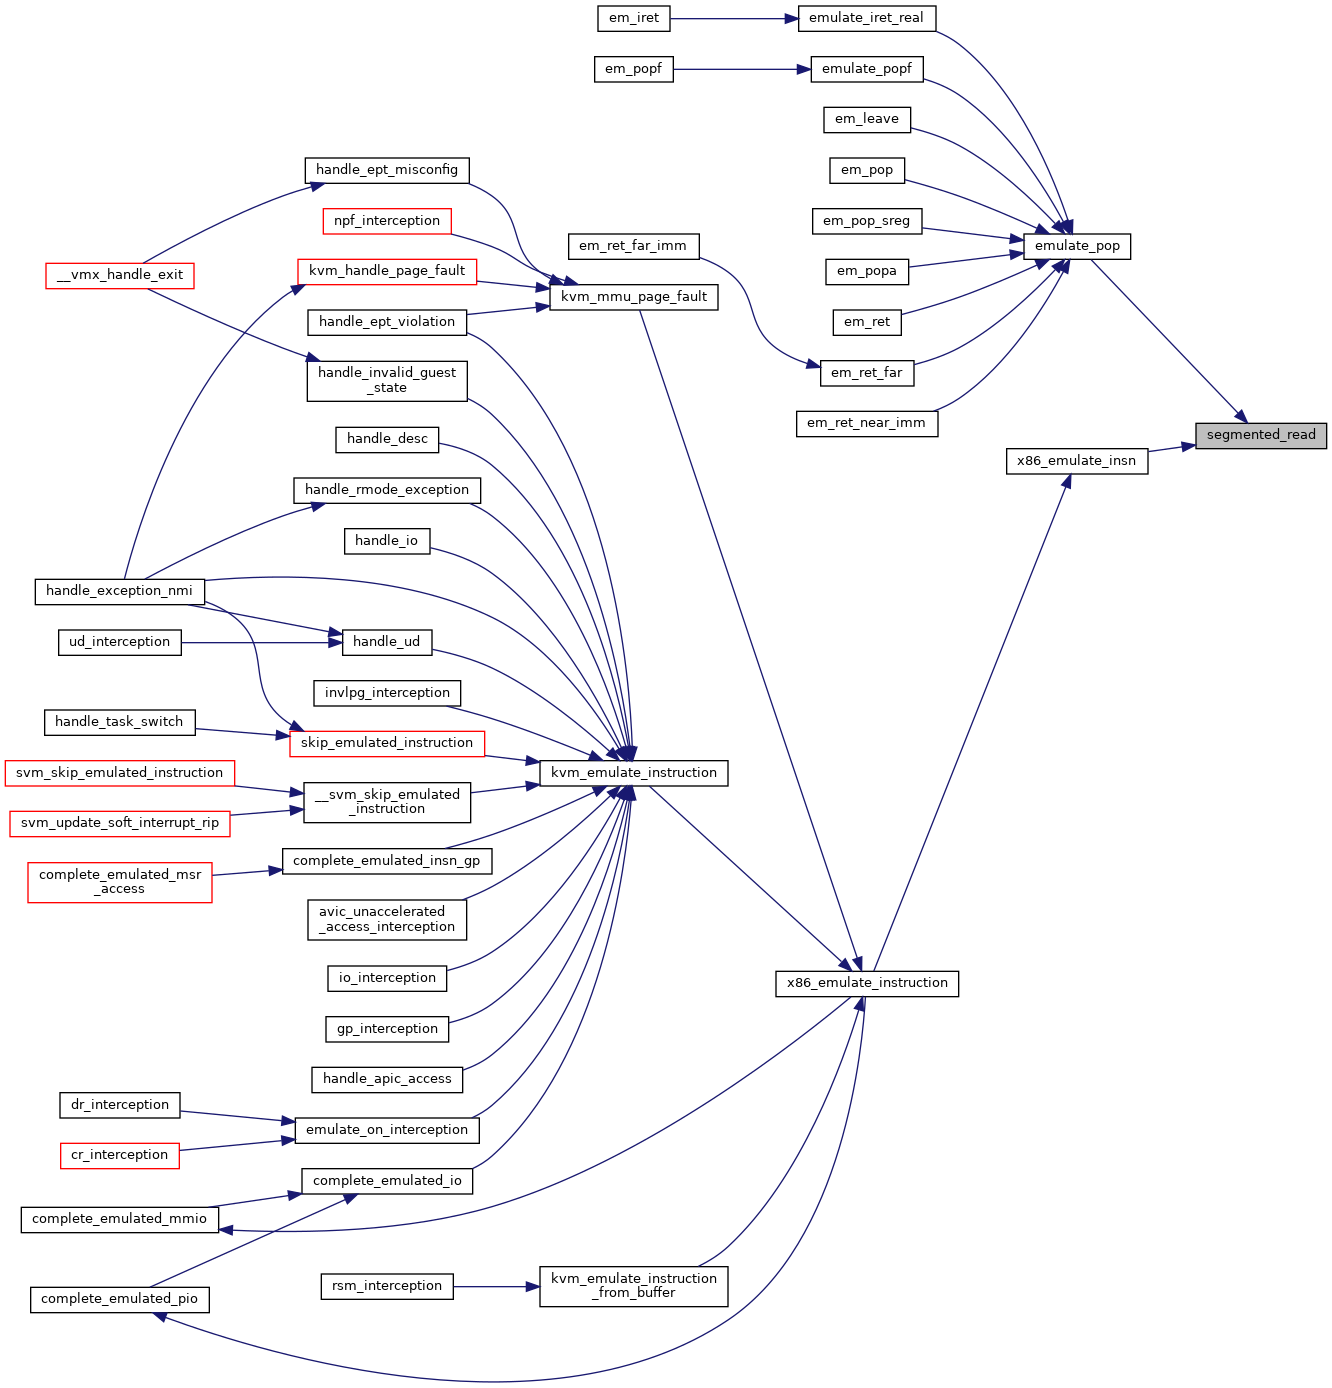 em_iret
emulate_iret_real
em_popf
emulate_popf
em_leave
handle_ept_misconfig
em_pop
npf_interception
em_pop_sreg
em_ret_far_imm
emulate_pop
__vmx_handle_exit
kvm_handle_page_fault
em_popa
kvm_mmu_page_fault
handle_ept_violation
em_ret
handle_invalid_guest
_state
em_ret_far
em_ret_near_imm
handle_desc
segmented_read
x86_emulate_insn
handle_rmode_exception
handle_io
handle_exception_nmi
ud_interception
handle_ud
invlpg_interception
handle_task_switch
skip_emulated_instruction
svm_skip_emulated_instruction
kvm_emulate_instruction
__svm_skip_emulated
_instruction
svm_update_soft_interrupt_rip
complete_emulated_insn_gp
complete_emulated_msr
_access
avic_unaccelerated
_access_interception
io_interception
x86_emulate_instruction
gp_interception
handle_apic_access
dr_interception
emulate_on_interception
cr_interception
complete_emulated_io
complete_emulated_mmio
rsm_interception
kvm_emulate_instruction
_from_buffer
complete_emulated_pio